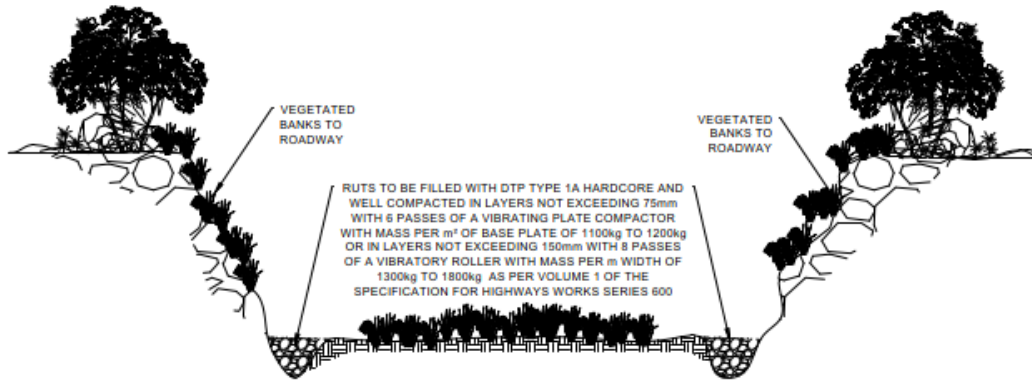 VEGETATED
BANKS TO
ROADWAY
VEGETATED
BANKS TO
ROADWAY
RUTS TO BE FILLED WITH DTP TYPE 1A HARDCORE AND
WELL COMPACTED IN LAYERS NOT EXCEEDING 75mm
WITH 6 PASSES OF A VIBRATING PLATE COMPACTOR
WITH MASS PER m² OF BASE PLATE OF 1100kg TO 1200kg
OR IN LAYERS NOT EXCEEDING 150mm WITH 8 PASSES
OF A VIBRATORY ROLLER WITH MASS PER m WIDTH OF
1300kg TO 1800kg AS PER VOLUME 1 OF THE
SPECIFICATION FOR HIGHWAYS WORKS SERIES 600